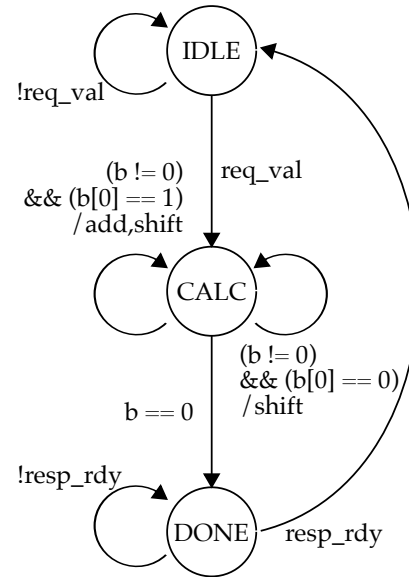 IDLE
!req_val
req_val
(b != 0)
&& (b[0] == 1)
/add,shift
CALC
(b != 0)
&& (b[0] == 0)
/shift
b == 0
!resp_rdy
DONE
resp_rdy